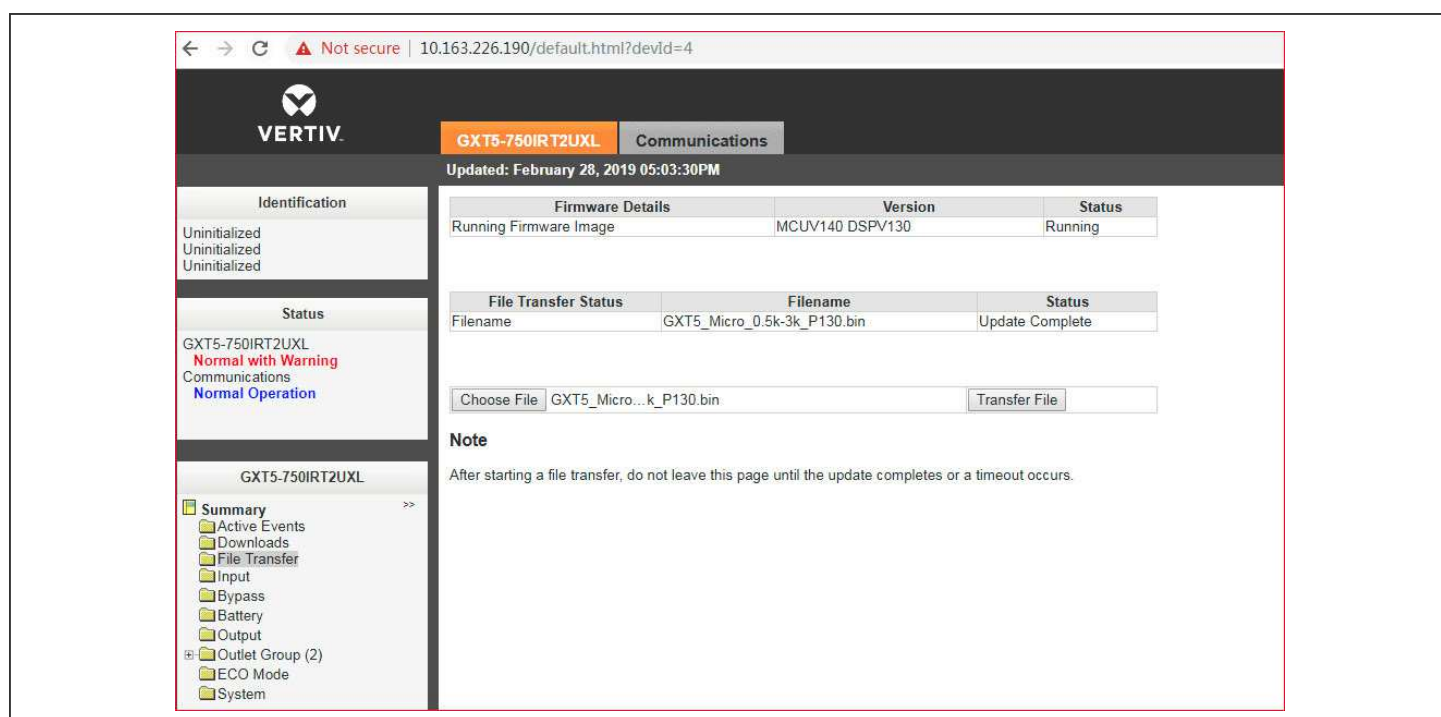 Not secure | 10.163.226.190/default.html?devId=4
VERTIV
GXT5-750IRT2UXL Communications
Updated: February 28, 2019 05:03:30PM
Identification
Uninitialized
Uninitialized
Uninitialized
Status
GXT5-750IRT2UXL
Normal with Warning
Communications
Normal Operation
GXT5-750IRT2UXL
Summary >>
Active Events
Downloads
File Transfer
Input
Bypass
Battery
Output
Outlet Group (2)
ECO Mode
System
Firmware Details Version Status
Running Firmware Image MCUV140 DSPV130 Running
File Transfer Status Filename Status
Filename GXT5_Micro_0.5k-3k_P130.bin Update Complete
Choose File GXT5_Micro...k_P130.bin Transfer File
Note
After starting a file transfer, do not leave this page until the update completes or a timeout occurs.